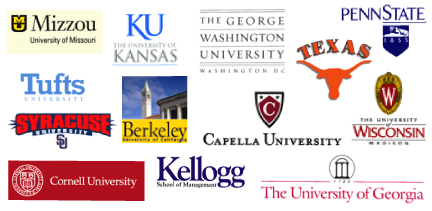 Mizzou
University of Missouri
KU
THE UNIVERSITY OF
KANSAS
THE GEORGE
WASHINGTON
UNIVERSITY
WASHINGTON DC
PENNSTATE
1855
TEXAS
Tufts
UNIVERSITY
SYRACUSE
UNIVERSITY
SU
Berkeley
University of California
C
CAPELLA UNIVERSITY
W
THE UNIVERSITY
of
WISCONSIN
MADISON
Cornell University
Kellogg
School of Management
1785
The University of Georgia